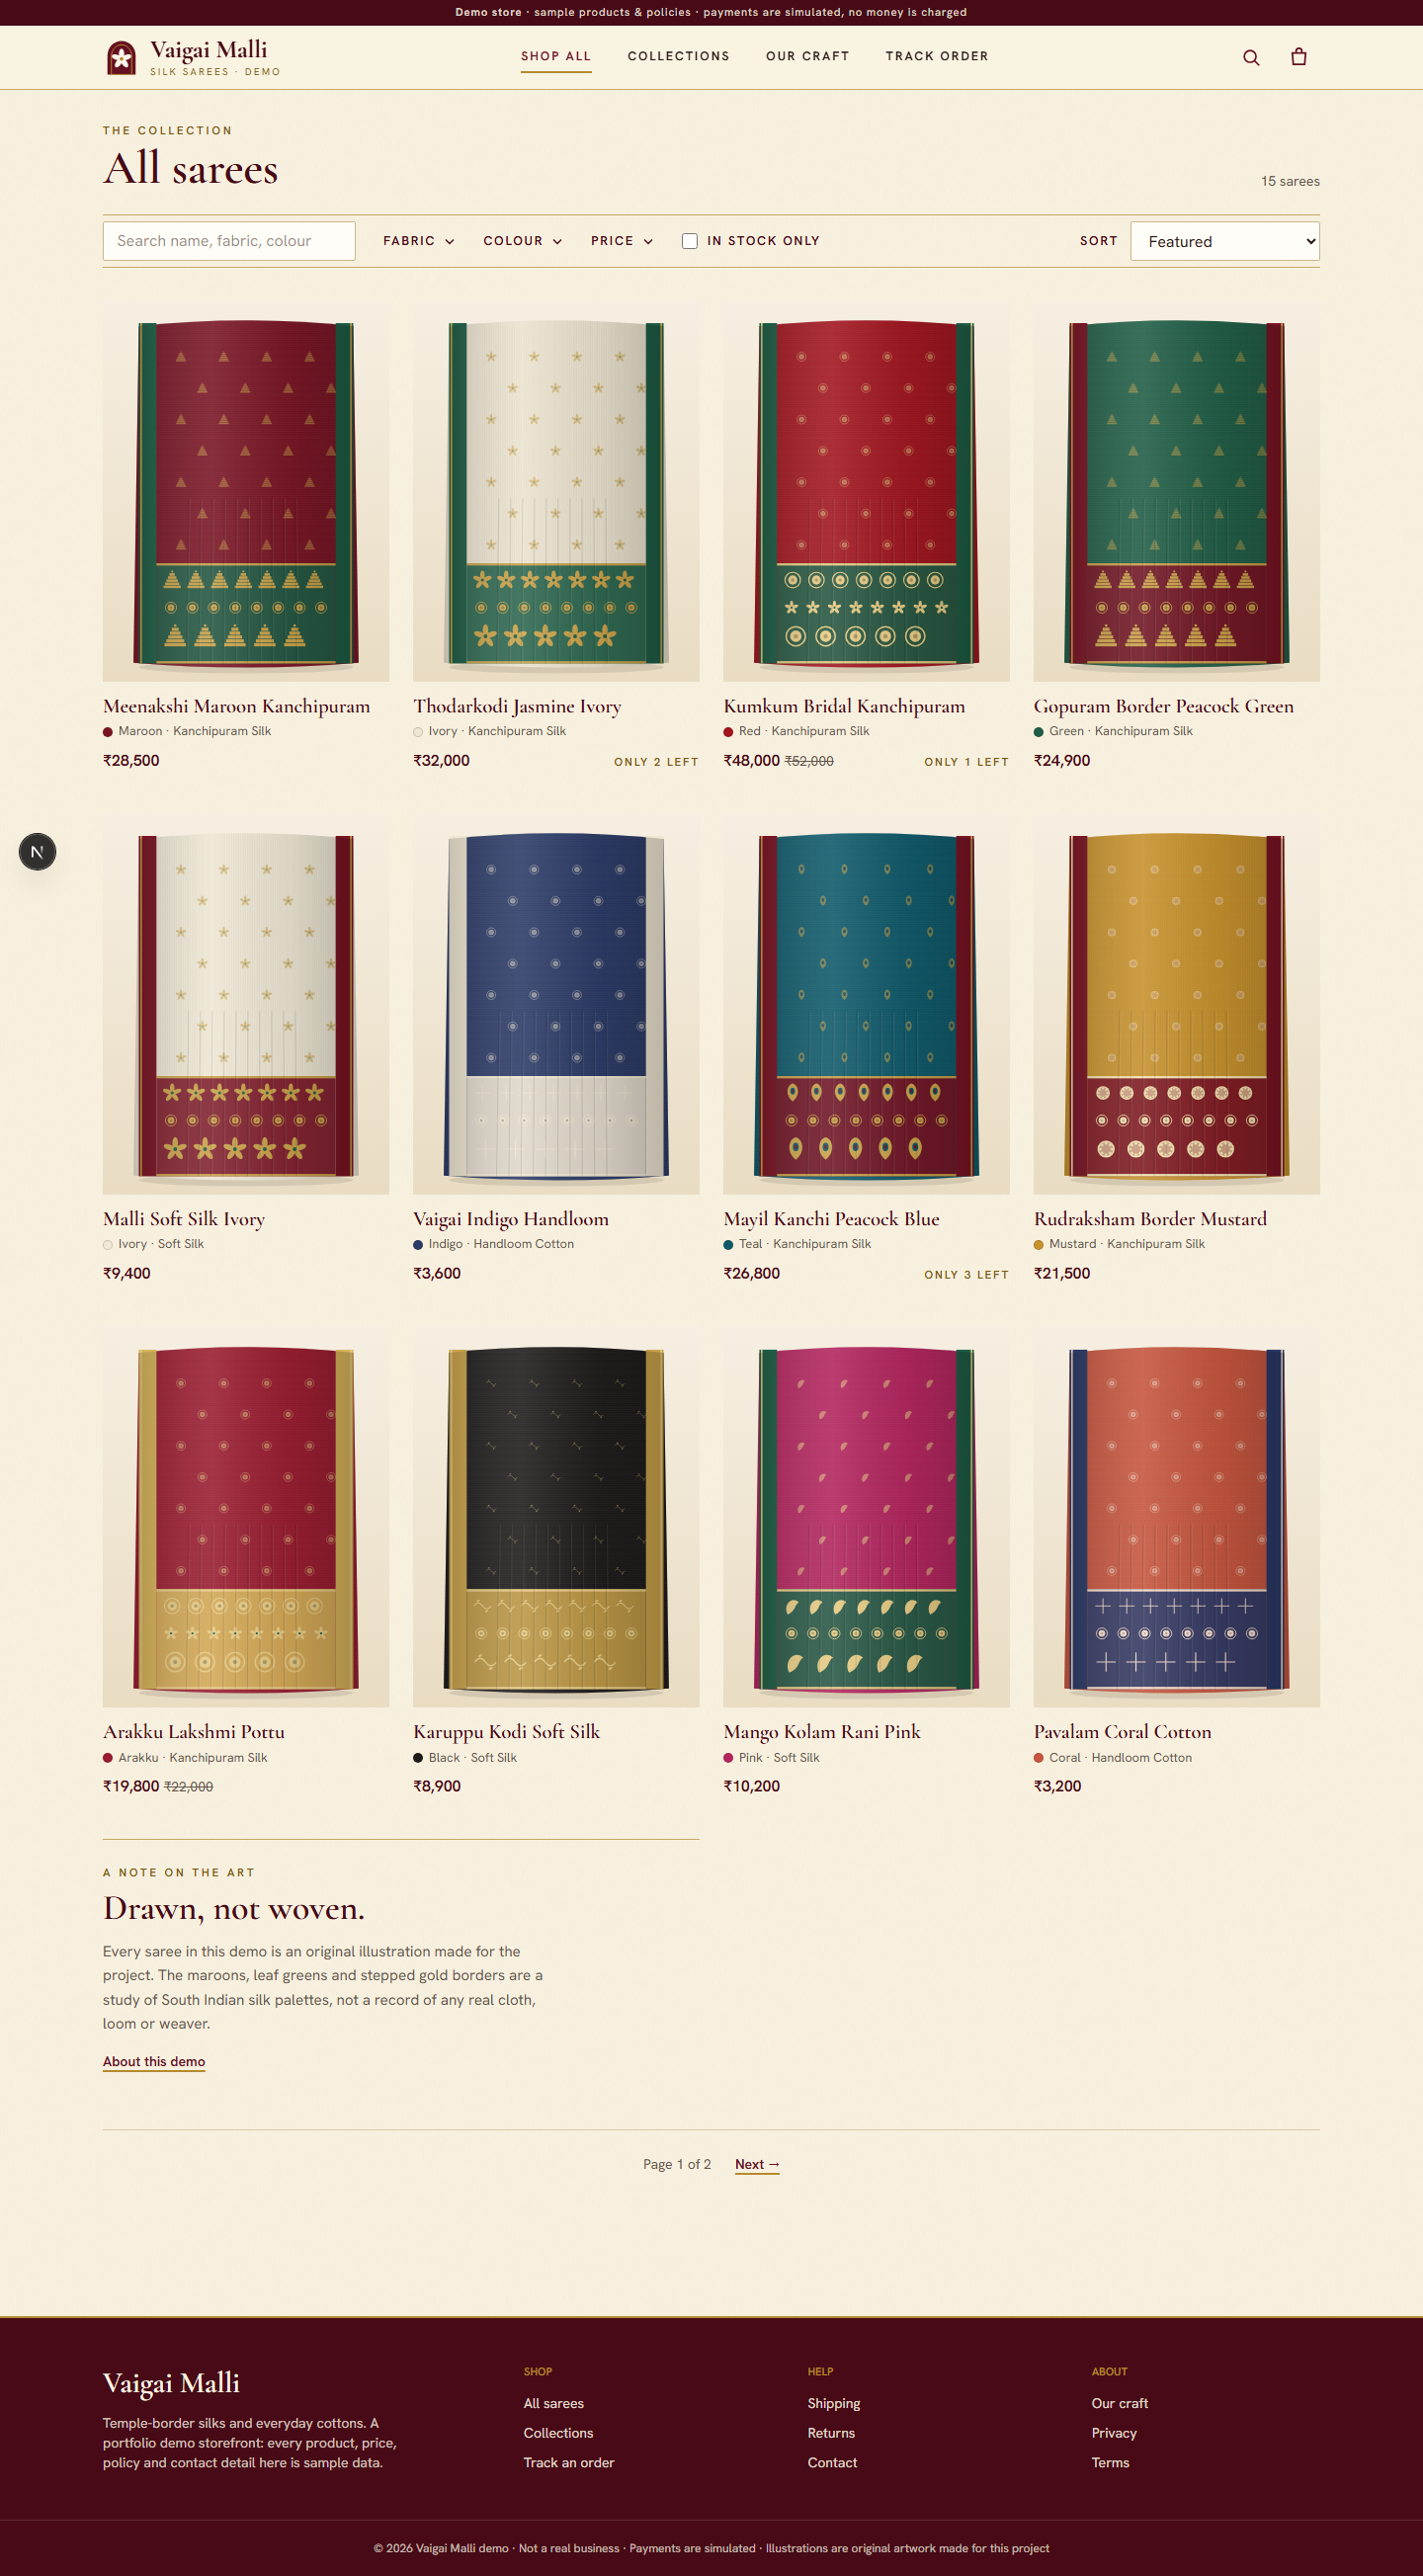 Demo store · sample products & policies · payments are simulated, no money is charged
Vaigai Malli
SILK SAREES · DEMO
SHOP ALL
COLLECTIONS
OUR CRAFT
TRACK ORDER
THE COLLECTION
All sarees
15 sarees
Search name, fabric, colour
FABRIC
COLOUR
PRICE
IN STOCK ONLY
SORT
Featured
Meenakshi Maroon Kanchipuram
Maroon · Kanchipuram Silk
₹28,500
Thodarkodi Jasmine Ivory
Ivory · Kanchipuram Silk
₹32,000
ONLY 2 LEFT
Kumkum Bridal Kanchipuram
Red · Kanchipuram Silk
₹48,000 ₹52,000
ONLY 1 LEFT
Gopuram Border Peacock Green
Green · Kanchipuram Silk
₹24,900
N
Malli Soft Silk Ivory
Ivory · Soft Silk
₹9,400
Vaigai Indigo Handloom
Indigo · Handloom Cotton
₹3,600
Mayil Kanchi Peacock Blue
Teal · Kanchipuram Silk
₹26,800
ONLY 3 LEFT
Rudraksham Border Mustard
Mustard · Kanchipuram Silk
₹21,500
Arakku Lakshmi Pottu
Arakku · Kanchipuram Silk
₹19,800 ₹22,000
Karuppu Kodi Soft Silk
Black · Soft Silk
₹8,900
Mango Kolam Rani Pink
Pink · Soft Silk
₹10,200
Pavalam Coral Cotton
Coral · Handloom Cotton
₹3,200
A NOTE ON THE ART
Drawn, not woven.
Every saree in this demo is an original illustration made for the
project. The maroons, leaf greens and stepped gold borders are a
study of South Indian silk palettes, not a record of any real cloth,
loom or weaver.
About this demo
Page 1 of 2
Next →
Vaigai Malli
Temple-border silks and everyday cottons. A
portfolio demo storefront: every product, price,
policy and contact detail here is sample data.
SHOP
All sarees
Collections
Track an order
HELP
Shipping
Returns
Contact
ABOUT
Our craft
Privacy
Terms
© 2026 Vaigai Malli demo · Not a real business · Payments are simulated · Illustrations are original artwork made for this project